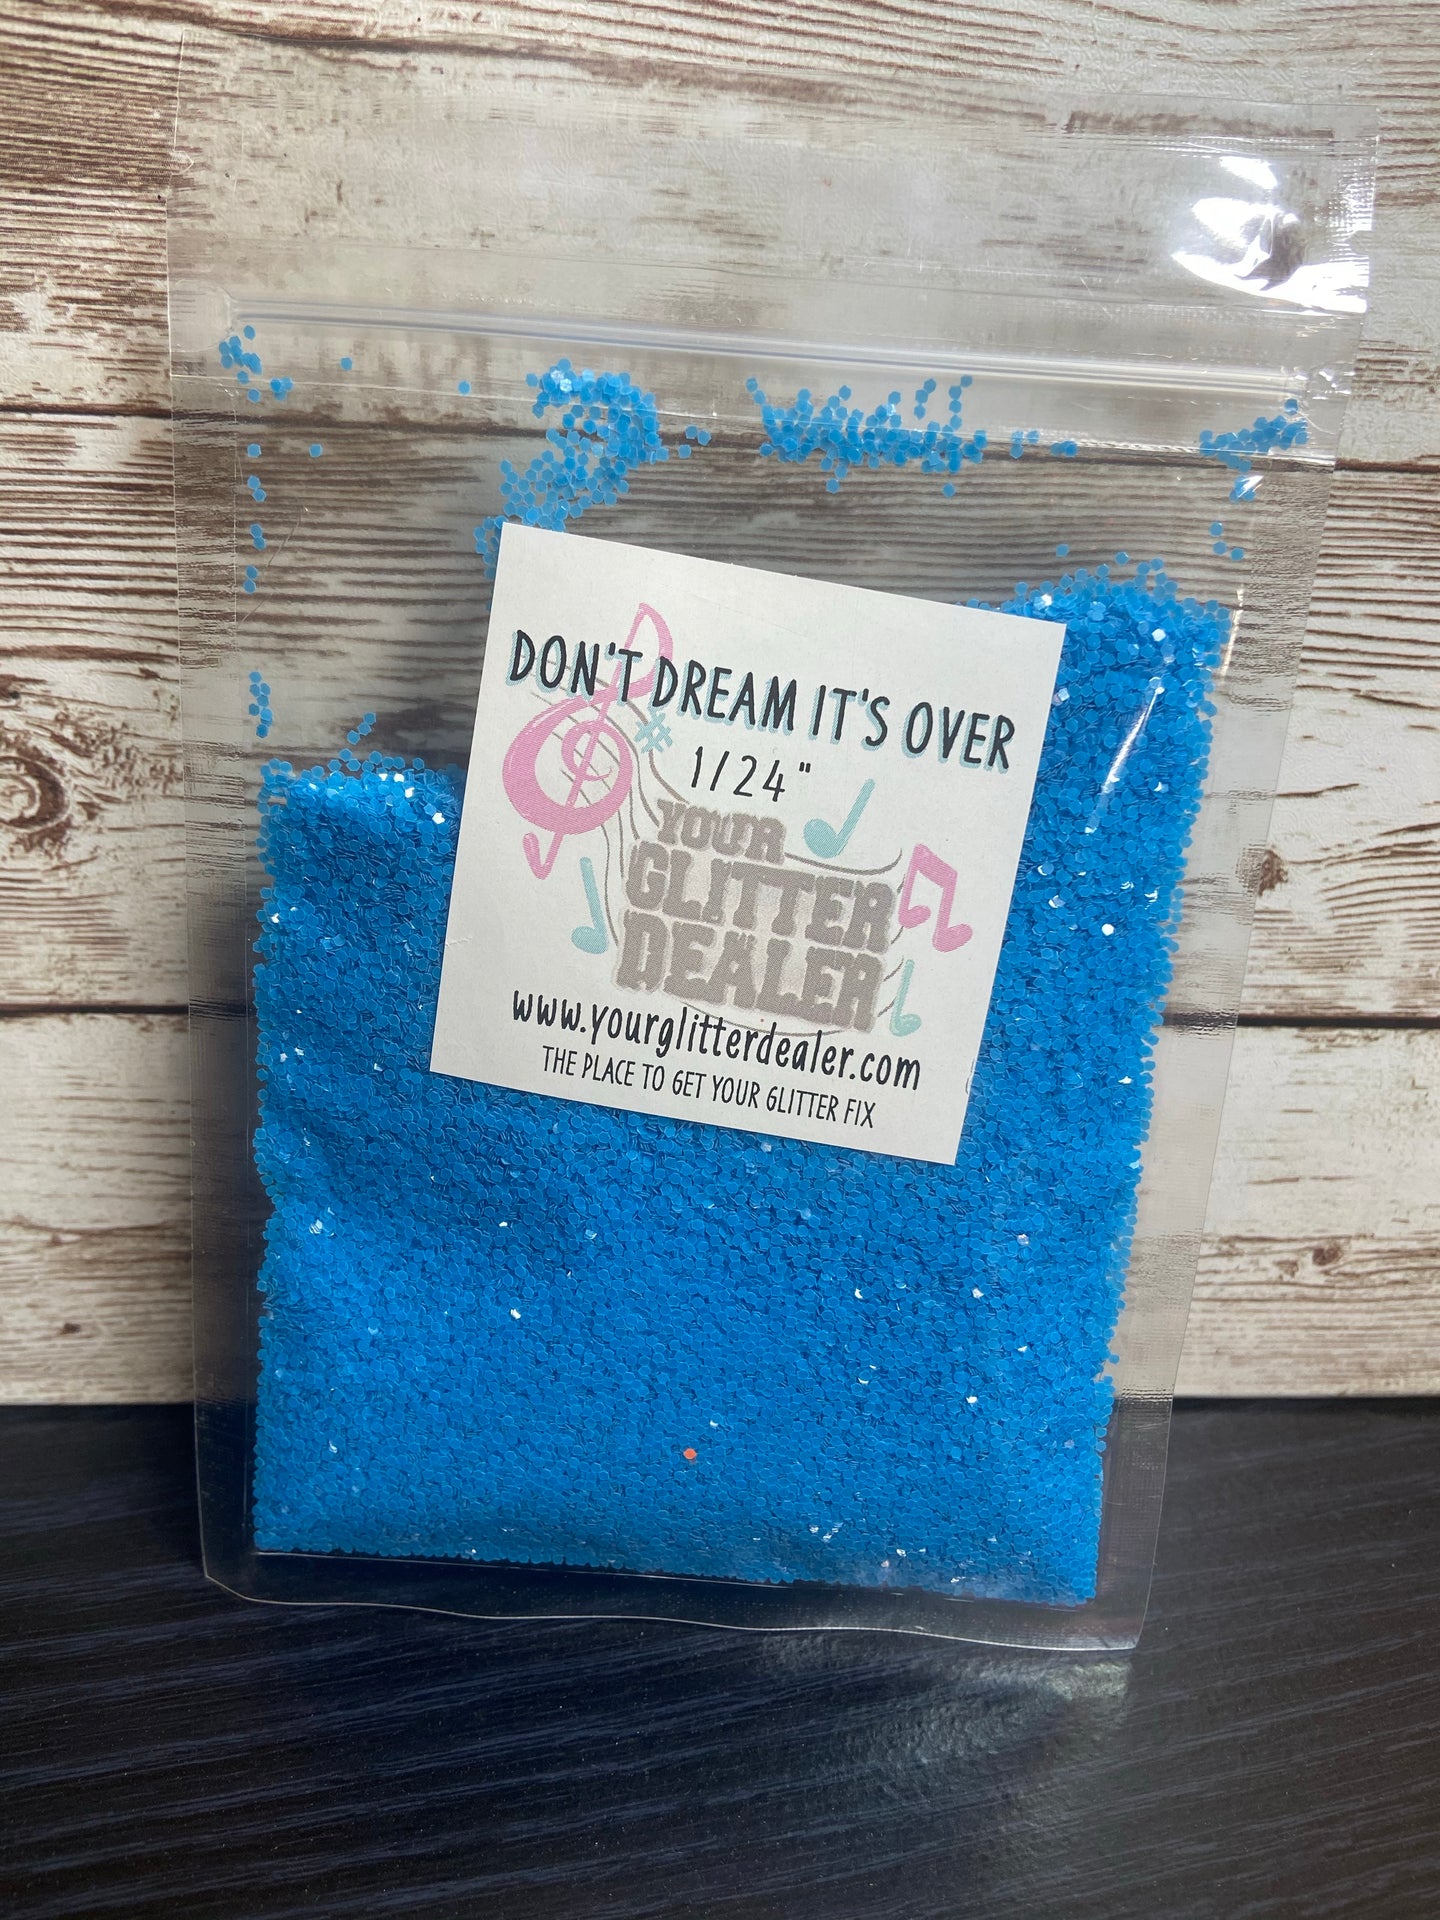 DON'T DREAM IT'S OVER
1/24"
YOUR
GLITTER
DEALER
www.yourglitterdealer.com
THE PLACE TO GET YOUR GLITTER FIX